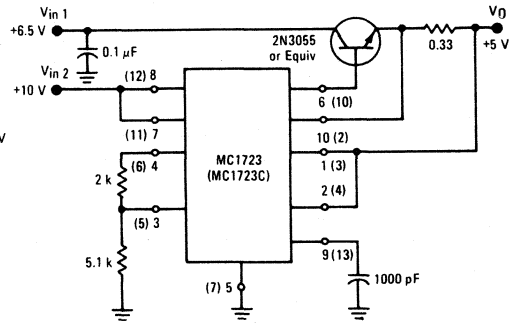 Vin 1
+6.5 V
0.1 µF
2N3055
or Equiv
0.33
VO
+5 V
Vin 2
+10 V
(12) 8
6 (10)
(11) 7
10 (2)
V
(6) 4
1 (3)
MC1723
(MC1723C)
2 k
2 (4)
(5) 3
9 (13)
5.1 k
1000 pF
(7) 5